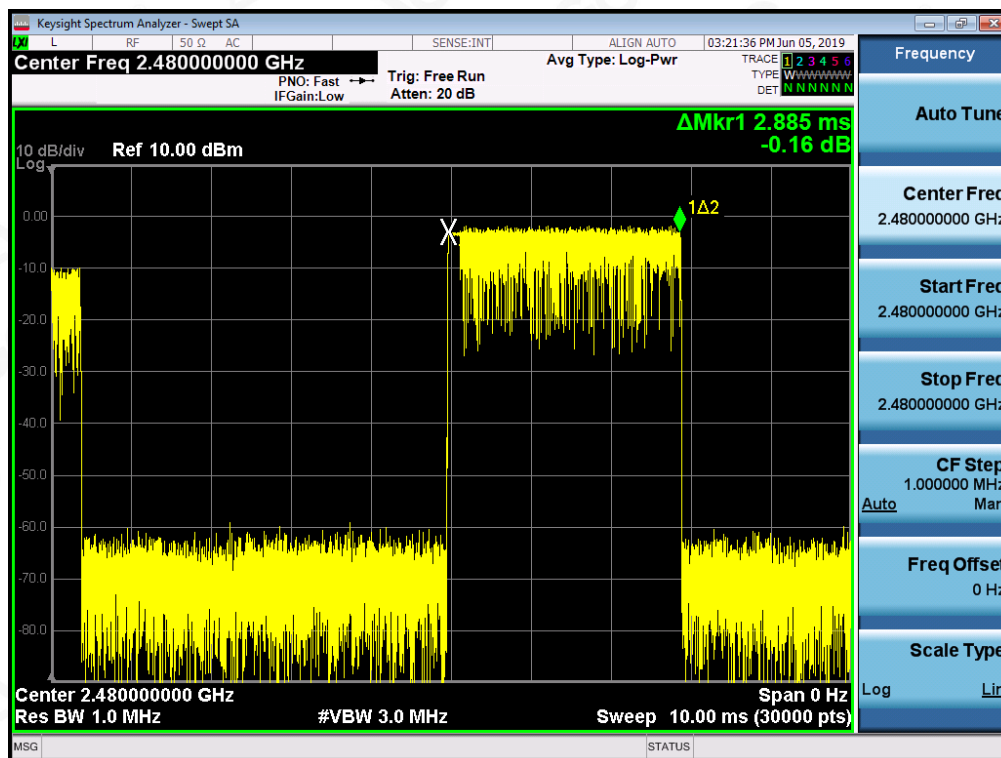 Keysight Spectrum Analyzer - Swept SA
LXI L RF 50 Ω AC SENSE:INT ALIGN AUTO 03:21:36 PM Jun 05, 2019
Center Freq 2.480000000 GHz
PNO: Fast
IFGain:Low
Trig: Free Run
Atten: 20 dB
Avg Type: Log-Pwr
TRACE 1 2 3 4 5 6
TYPE WWWWWW
DET N N N N N N
ΔMkr1 2.885 ms
-0.16 dB
10 dB/div Ref 10.00 dBm
Log
1Δ2
0.00
-10.0
-20.0
-30.0
-40.0
-50.0
-60.0
-70.0
-80.0
Center 2.480000000 GHz Span 0 Hz
Res BW 1.0 MHz #VBW 3.0 MHz Sweep 10.00 ms (30000 pts)
MSG STATUS
Frequency
Auto Tune
Center Freq
2.480000000 GHz
Start Freq
2.480000000 GHz
Stop Freq
2.480000000 GHz
CF Step
1.000000 MHz
Auto Man
Freq Offset
0 Hz
Scale Type
Log Lin